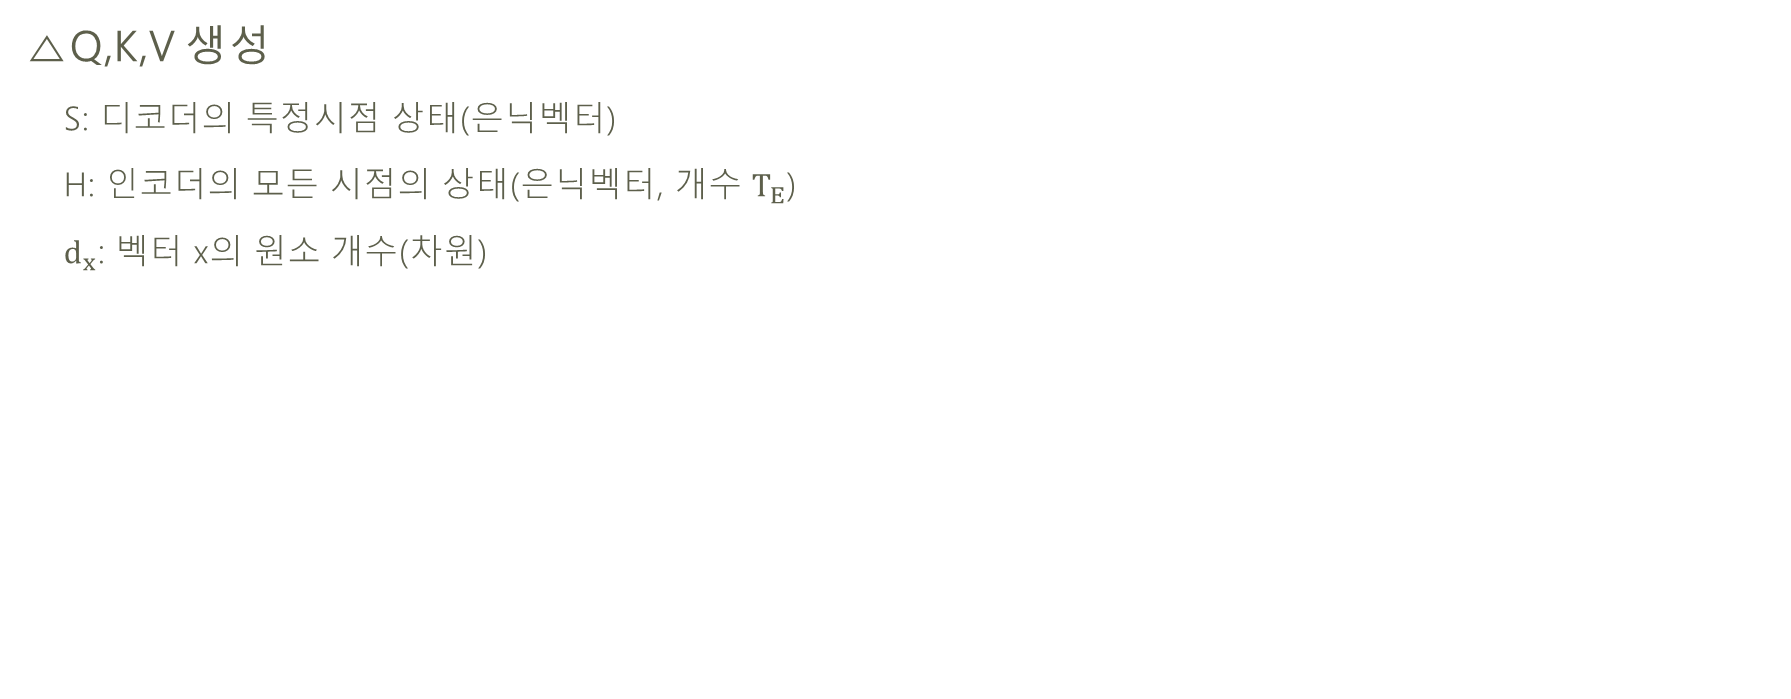 △Q,K,V 생성
S: 디코더의 특정시점 상태(은닉벡터)
H: 인코더의 모든 시점의 상태(은닉벡터, 개수 T_E)
d_x: 벡터 x의 원소 개수(차원)